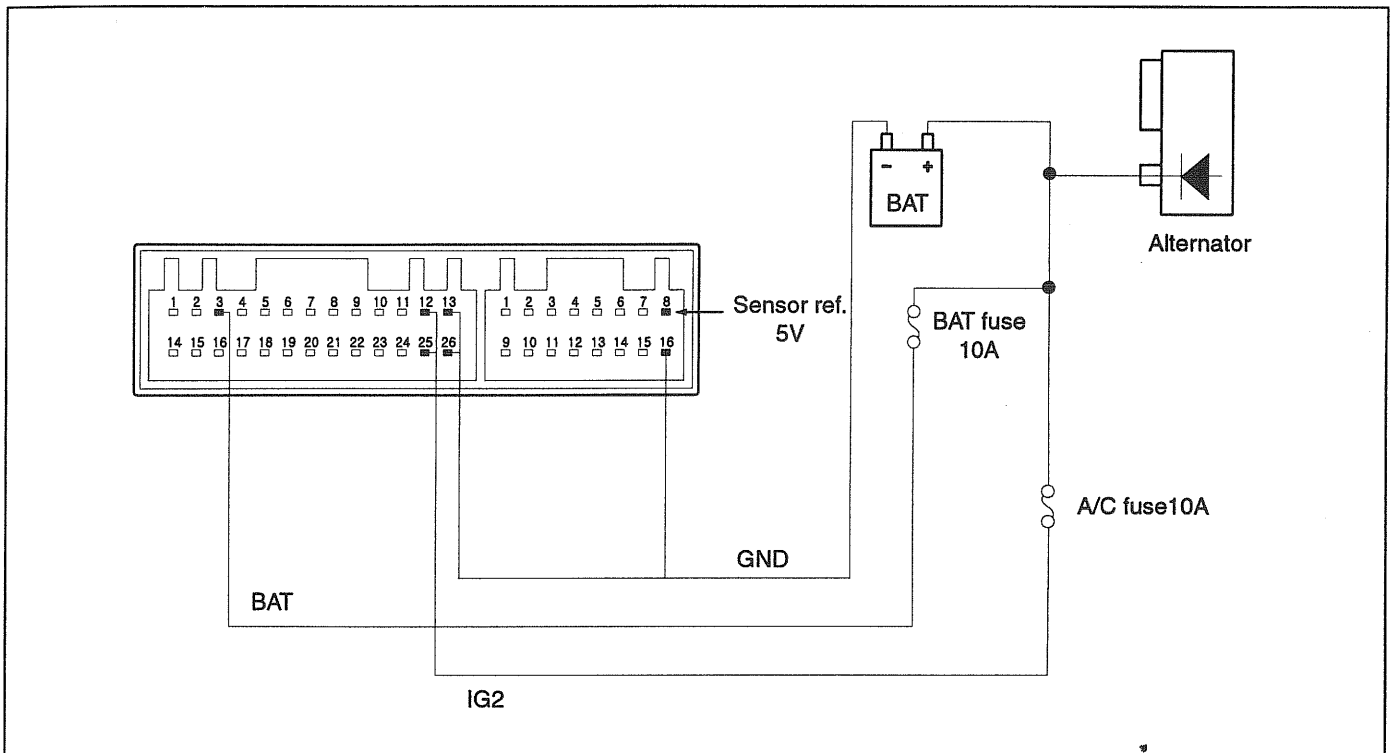 - +
BAT
Alternator
1 2 3 4 5 6 7 8 9 10 11 12 13
14 15 16 17 18 19 20 21 22 23 24 25 26
1 2 3 4 5 6 7 8
9 10 11 12 13 14 15 16
Sensor ref.
5V
BAT fuse
10A
A/C fuse10A
GND
BAT
IG2